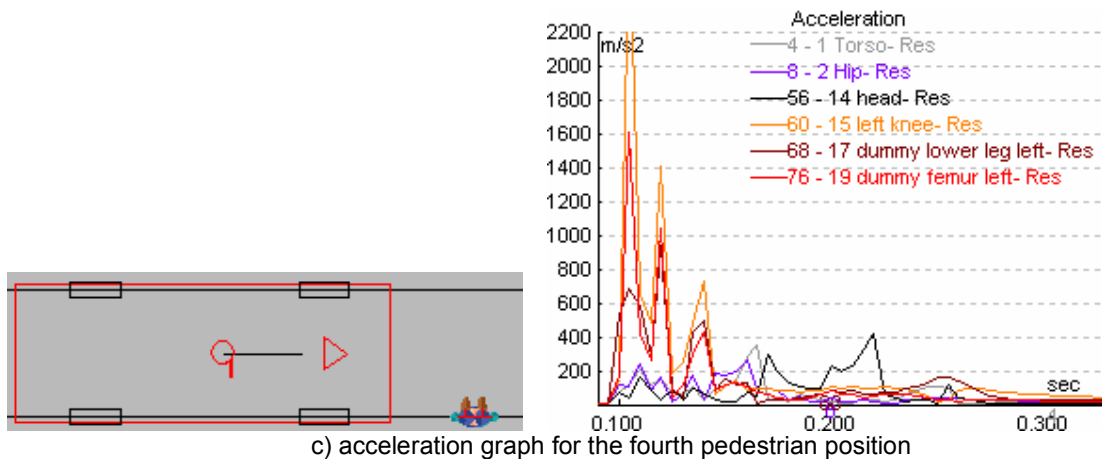 Acceleration
2200
m/s2
4 - 1 Torso- Res
2000
8 - 2 Hip- Res
1800
56 - 14 head- Res
1600
60 - 15 left knee- Res
1400
68 - 17 dummy lower leg left- Res
1200
76 - 19 dummy femur left- Res
1000
800
600
400
200
sec
0.100
0.200
0.300
1
c) acceleration graph for the fourth pedestrian position